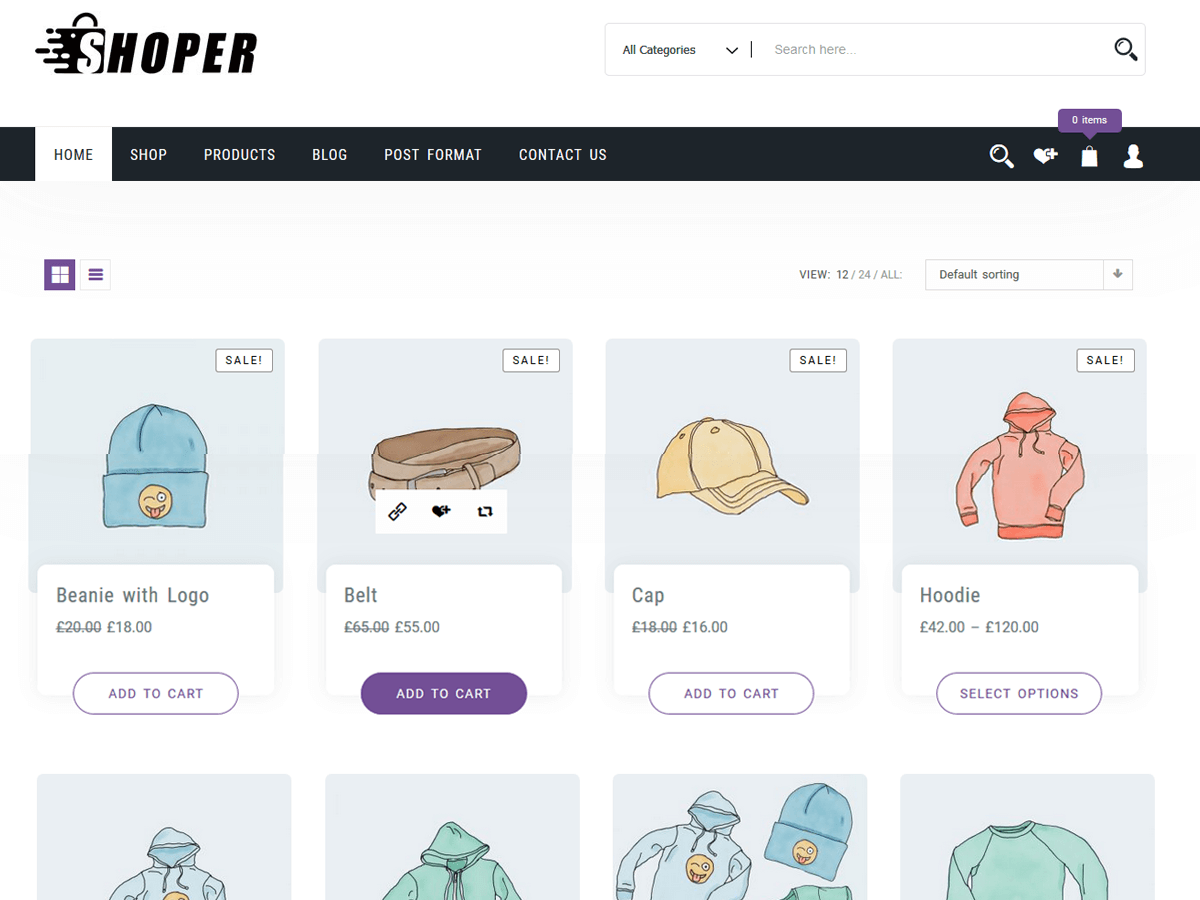 SHOPER
All Categories
Search here...
0 items
HOME
SHOP
PRODUCTS
BLOG
POST FORMAT
CONTACT US
VIEW: 12 / 24 / ALL:
Default sorting
SALE!
SALE!
SALE!
SALE!
Beanie with Logo
£20.00 £18.00
ADD TO CART
Belt
£65.00 £55.00
ADD TO CART
Cap
£18.00 £16.00
ADD TO CART
Hoodie
£42.00 – £120.00
SELECT OPTIONS